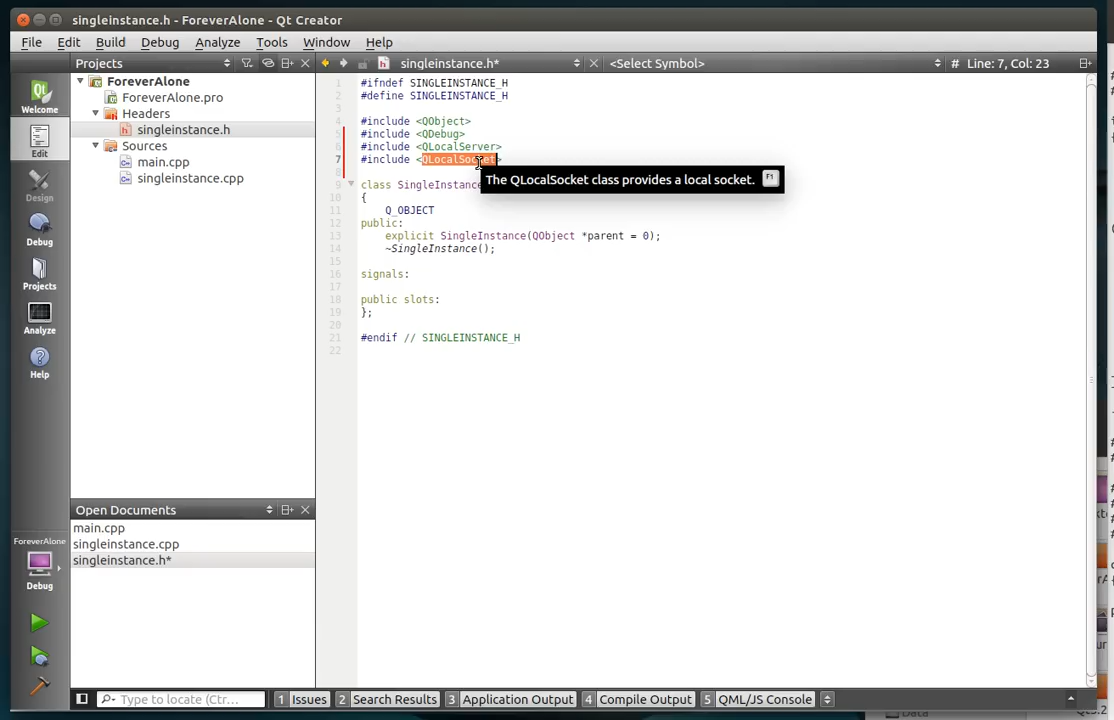 singleinstance.h - ForeverAlone - Qt Creator
File Edit Build Debug Analyze Tools Window Help
Projects
singleinstance.h*
<Select Symbol>
# Line: 7, Col: 23
Qt
Welcome
Edit
Design
Debug
Projects
Analyze
Help
ForeverAlone
Debug
ForeverAlone
ForeverAlone.pro
Headers
singleinstance.h
Sources
main.cpp
singleinstance.cpp
Open Documents
main.cpp
singleinstance.cpp
singleinstance.h*
1 #ifndef SINGLEINSTANCE_H
2 #define SINGLEINSTANCE_H
3
4 #include <QObject>
5 #include <QDebug>
6 #include <QLocalServer>
7 #include <QLocalSocket>
8
The QLocalSocket class provides a local socket. F1
9 class SingleInstance
10 {
11 Q_OBJECT
12 public:
13 explicit SingleInstance(QObject *parent = 0);
14 ~SingleInstance();
15
16 signals:
17
18 public slots:
19 };
20
21 #endif // SINGLEINSTANCE_H
22
Type to locate (Ctr...
1 Issues 2 Search Results 3 Application Output 4 Compile Output 5 QML/JS Console